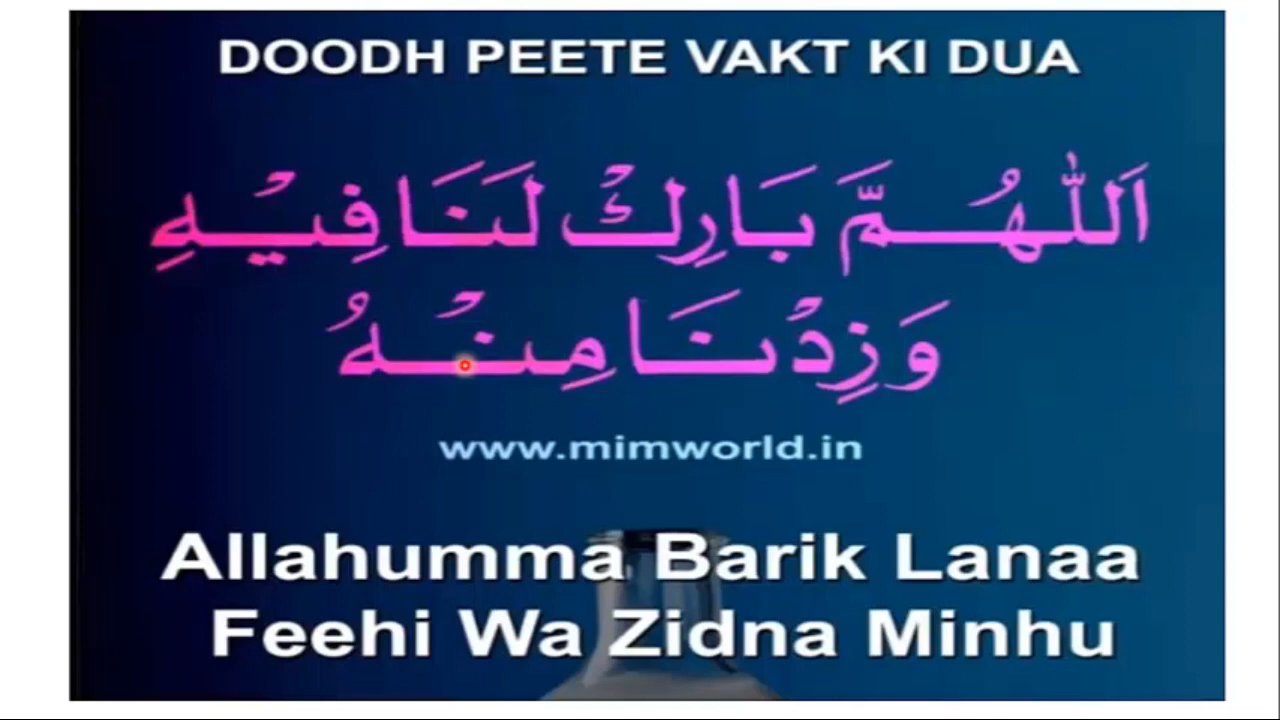 DOODH PEETE VAKT KI DUA
اَللّٰهُمَّ بَارِكْ لَنَا فِيْهِ
وَزِدْنَا مِنْهُ
www.mimworld.in
Allahumma Barik Lanaa
Feehi Wa Zidna Minhu